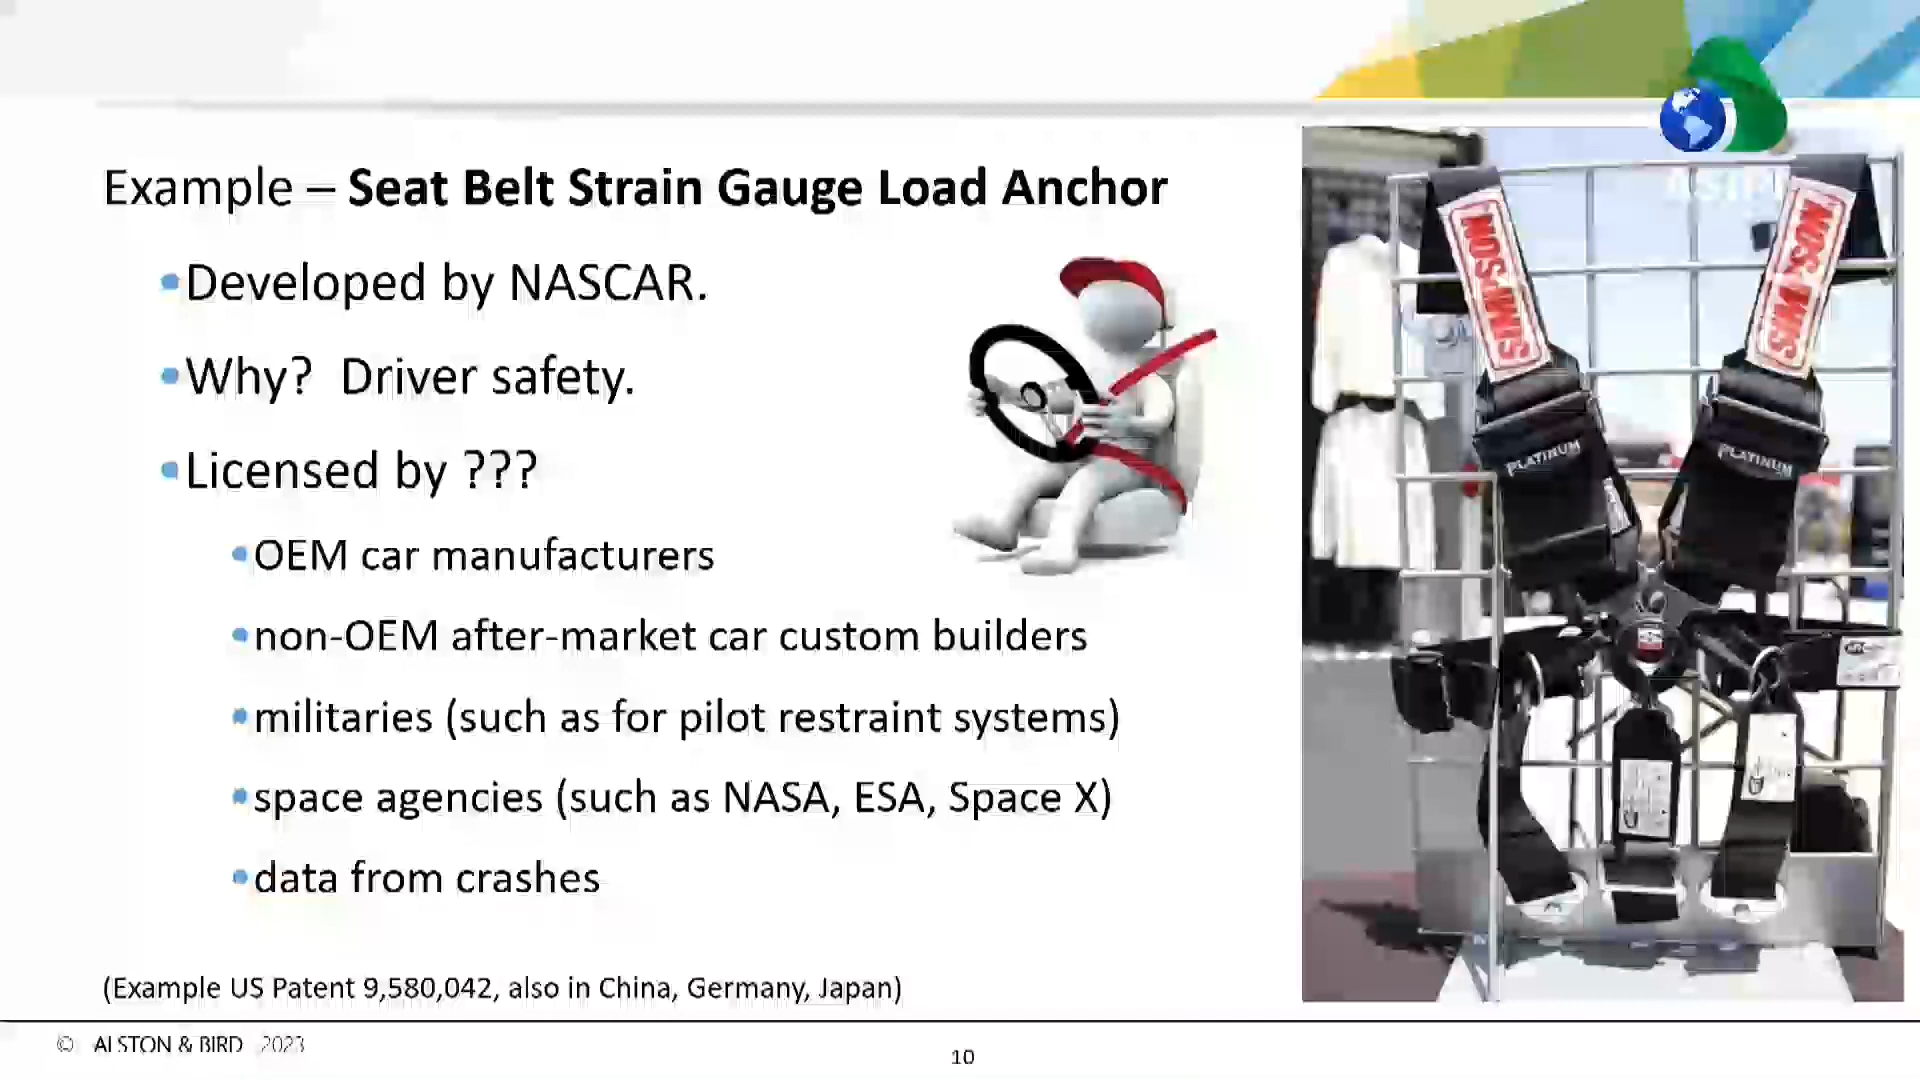 Example – Seat Belt Strain Gauge Load Anchor
•Developed by NASCAR.
•Why? Driver safety.
•Licensed by ???
•OEM car manufacturers
•non-OEM after-market car custom builders
•militaries (such as for pilot restraint systems)
•space agencies (such as NASA, ESA, Space X)
•data from crashes
(Example US Patent 9,580,042, also in China, Germany, Japan)
SIMPSON
SIMPSON
PLATINUM
PLATINUM
© ALSTON & BIRD 2023
10